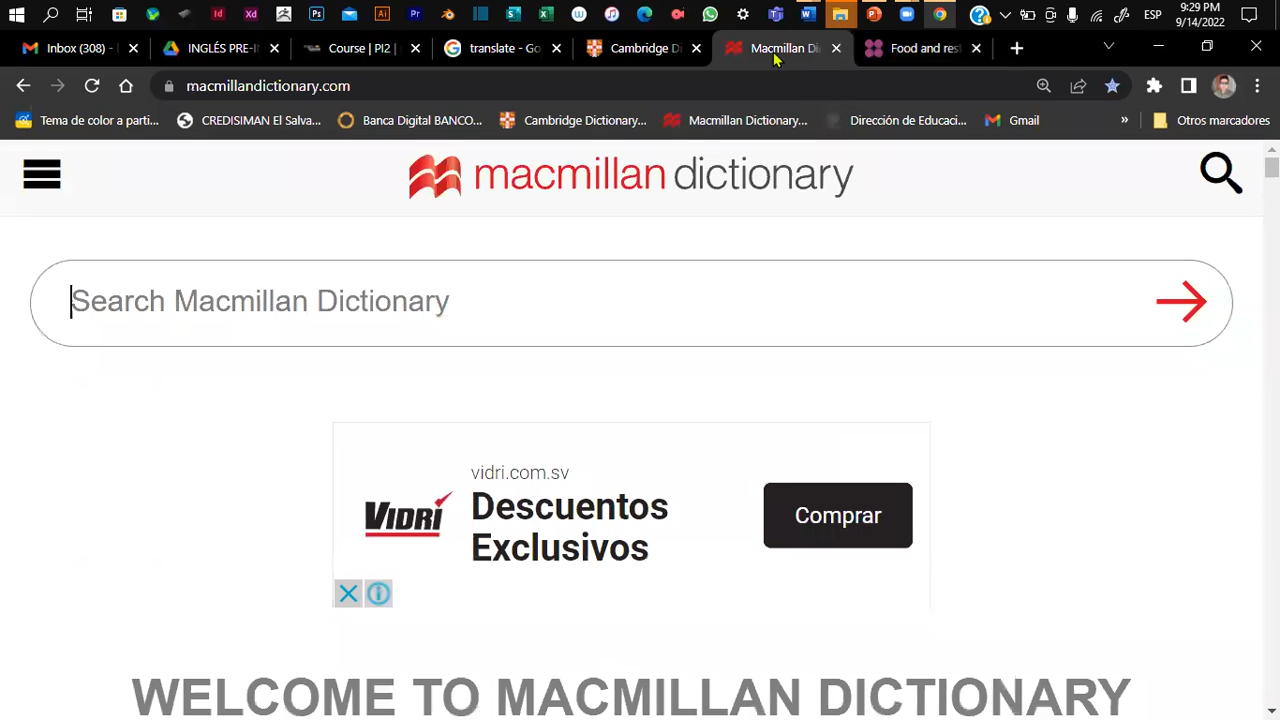 9:29 PM
ESP
9/14/2022
Inbox (308) -
INGLÉS PRE-I
Course | PI2 |
translate - Go
Cambridge D
Macmillan Di
Food and res
macmillandictionary.com
Tema de color a parti...
CREDISIMAN El Salva...
Banca Digital BANCO...
Cambridge Dictionary...
Macmillan Dictionary...
Dirección de Educaci...
Gmail
»
Otros marcadores
macmillan dictionary
Search Macmillan Dictionary
vidri.com.sv
VIDRÍ
Descuentos
Exclusivos
Comprar
WELCOME TO MACMILLAN DICTIONARY